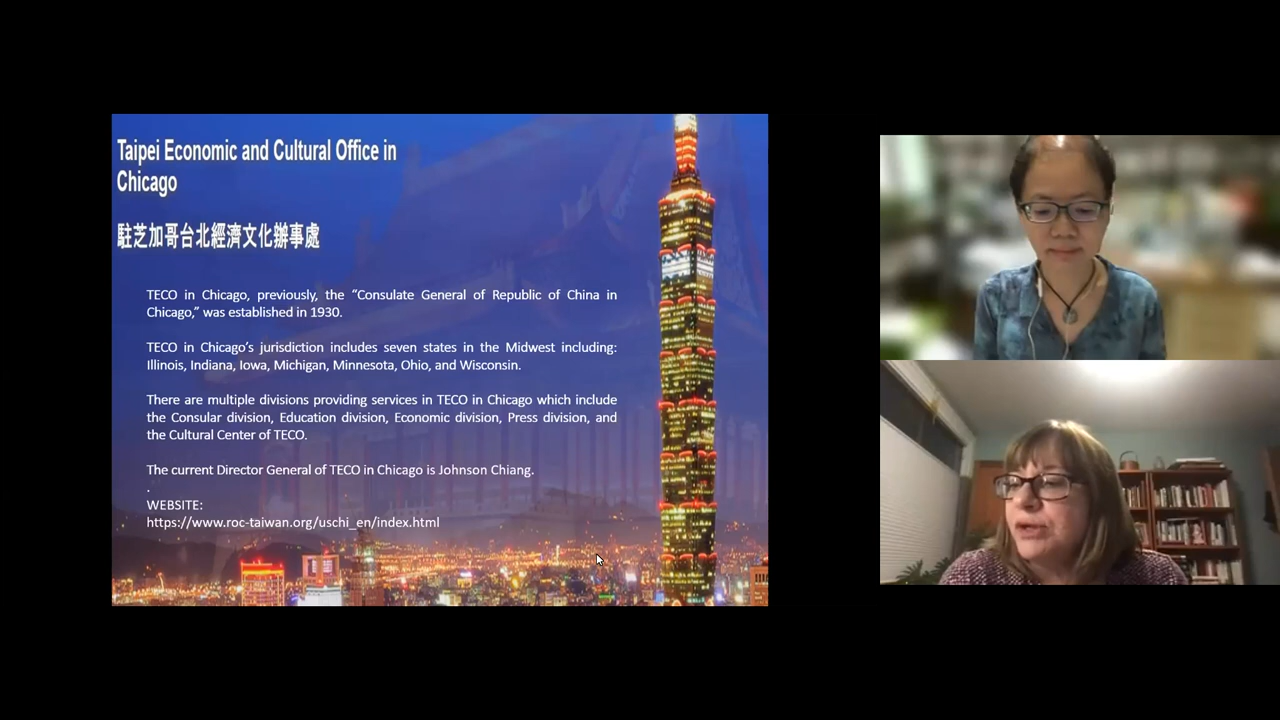 Taipei Economic and Cultural Office in
Chicago
駐芝加哥台北經濟文化辦事處
TECO in Chicago, previously, the “Consulate General of Republic of China in
Chicago,” was established in 1930.
TECO in Chicago’s jurisdiction includes seven states in the Midwest including:
Illinois, Indiana, Iowa, Michigan, Minnesota, Ohio, and Wisconsin.
There are multiple divisions providing services in TECO in Chicago which include
the Consular division, Education division, Economic division, Press division, and
the Cultural Center of TECO.
The current Director General of TECO in Chicago is Johnson Chiang.
.
WEBSITE:
https://www.roc-taiwan.org/uschi_en/index.html